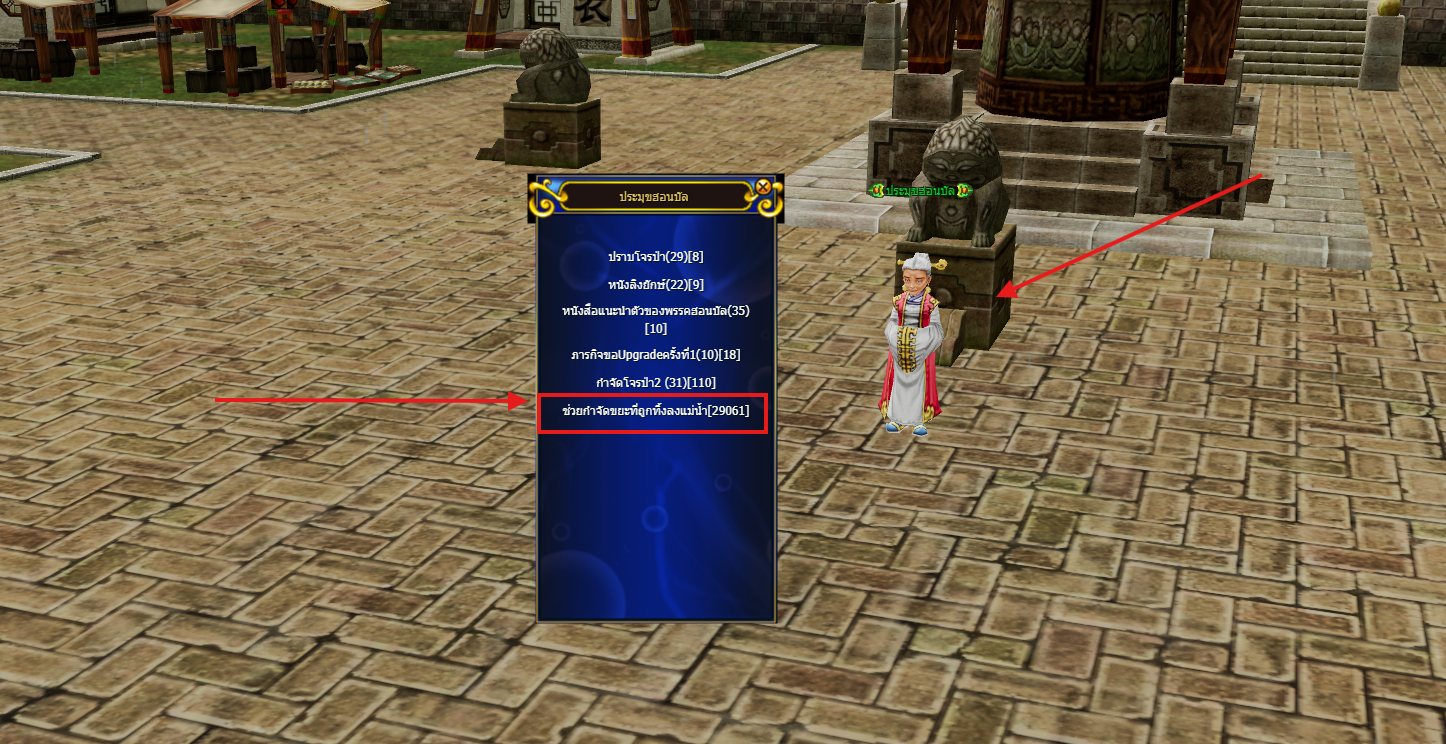 ประมุขฮอนบัล
ประมุขฮอนบัล
ปราบโจรป่า(29)[8]
หนังลิงยักษ์(22)[9]
หนังสือแนะนำตัวของพรรคฮอนบัล(35)
[10]
ภารกิจขอUpgradeครั้งที่1(10)[18]
กำจัดโจรป่า2 (31)[110]
ช่วยกำจัดขยะที่ถูกทิ้งลงแม่น้ำ[29061]